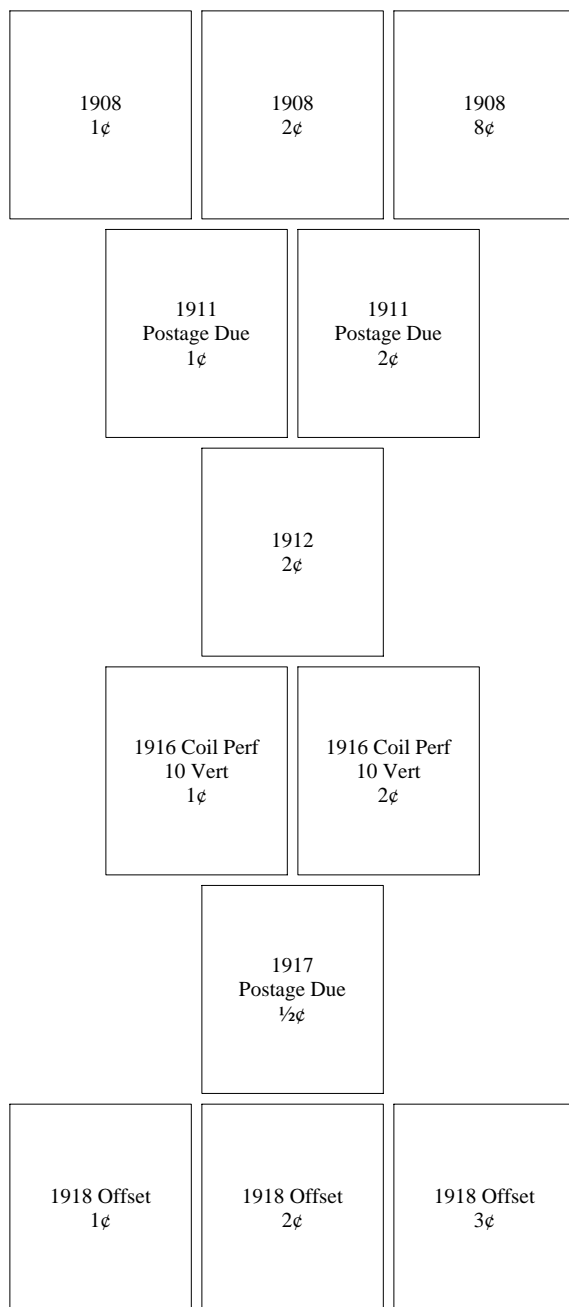 1908
1¢
1908
2¢
1908
8¢
1911
Postage Due
1¢
1911
Postage Due
2¢
1912
2¢
1916 Coil Perf
10 Vert
1¢
1916 Coil Perf
10 Vert
2¢
1917
Postage Due
½¢
1918 Offset
1¢
1918 Offset
2¢
1918 Offset
3¢